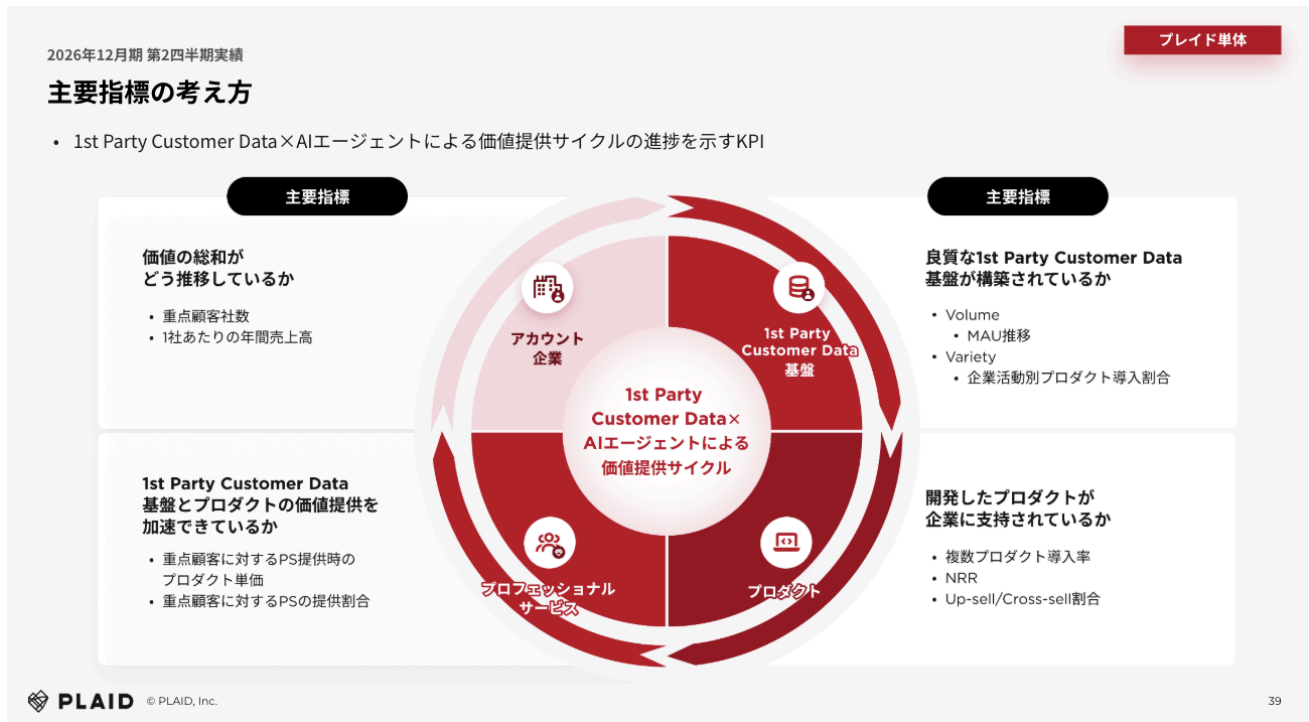 2026年12月期 第2四半期実績
プレイド単体
主要指標の考え方
• 1st Party Customer Data×AIエージェントによる価値提供サイクルの進捗を示すKPI
主要指標
価値の総和が
どう推移しているか
• 重点顧客社数
• 1社あたりの年間売上高
主要指標
良質な1st Party Customer Data
基盤が構築されているか
• Volume
• MAU推移
• Variety
• 企業活動別プロダクト導入割合
アカウント
企業
1st Party
Customer Data
基盤
1st Party
Customer Data×
AIエージェントによる
価値提供サイクル
プロフェッショナル
サービス
プロダクト
1st Party Customer Data
基盤とプロダクトの価値提供を
加速できているか
• 重点顧客に対するPS提供時の
プロダクト単価
• 重点顧客に対するPSの提供割合
開発したプロダクトが
企業に支持されているか
• 複数プロダクト導入率
• NRR
• Up-sell/Cross-sell割合
PLAID
© PLAID, Inc.
39